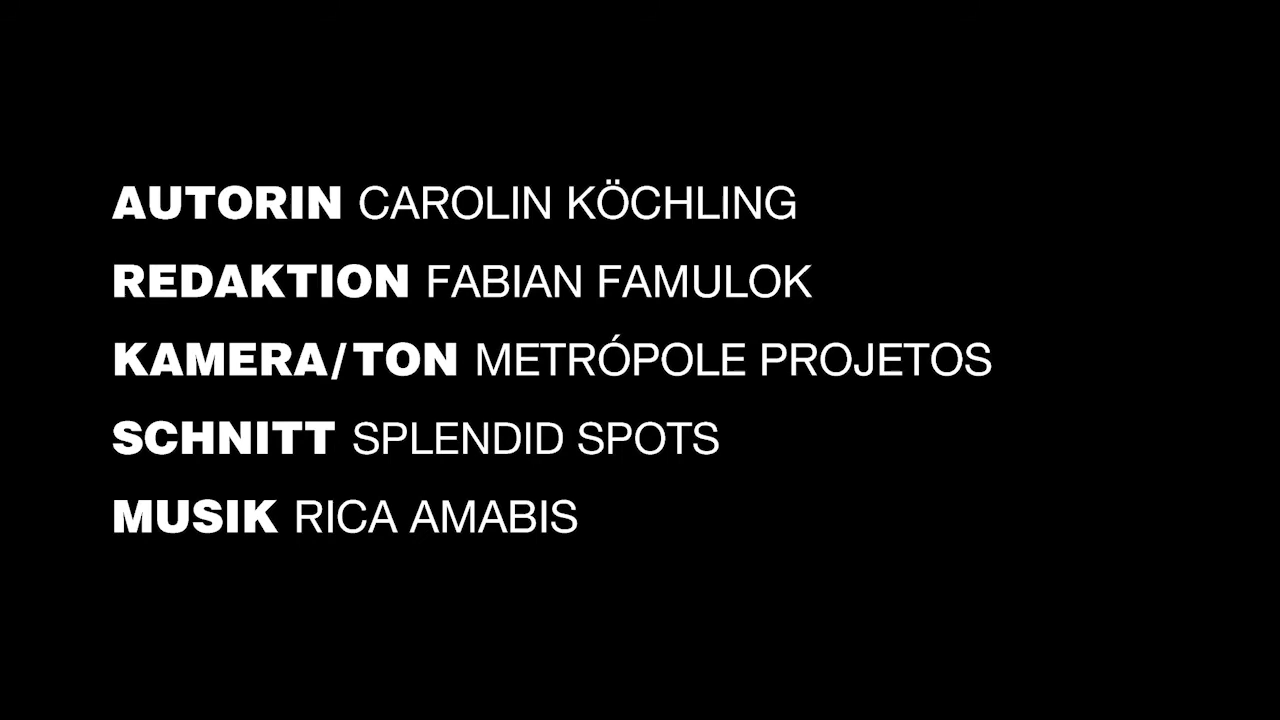 AUTORIN CAROLIN KÖCHLING
REDAKTION FABIAN FAMULOK
KAMERA/TON METRÓPOLE PROJETOS
SCHNITT SPLENDID SPOTS
MUSIK RICA AMABIS